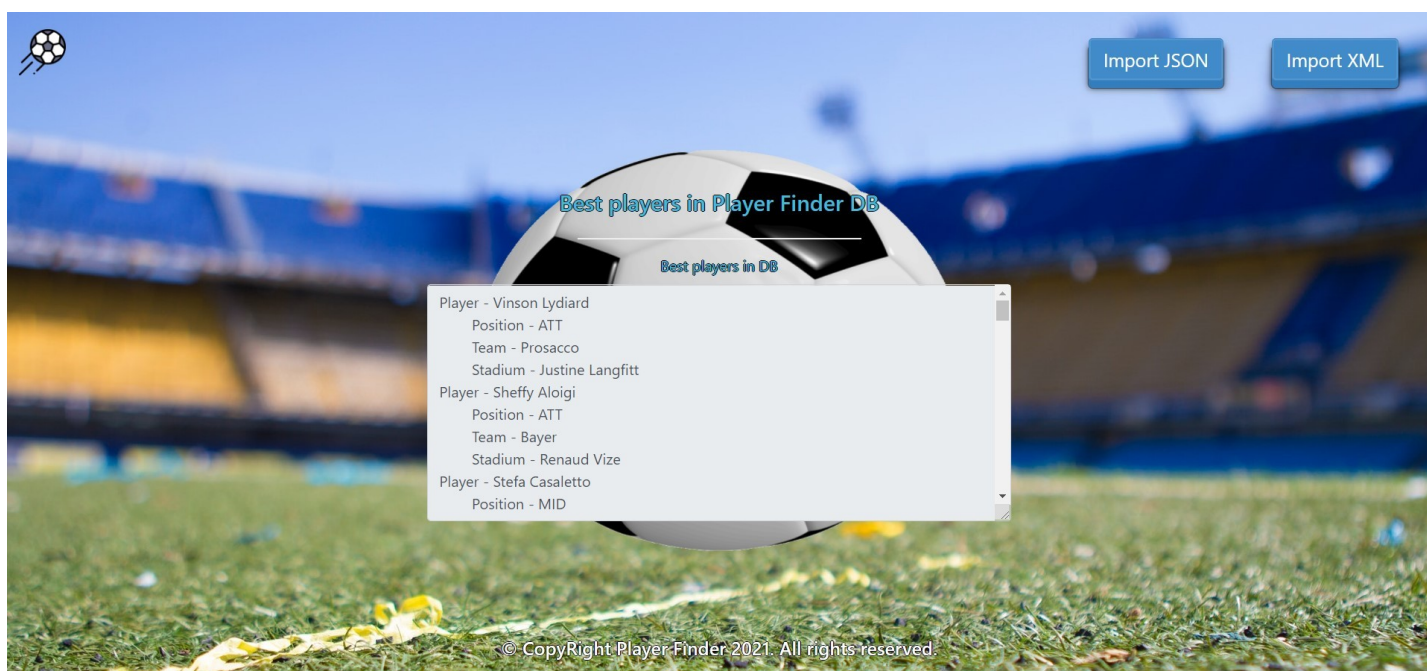 Import JSON
Import XML
Best players in Player Finder DB
Best players in DB
Player - Vinson Lydiard
Position - ATT
Team - Prosacco
Stadium - Justine Langfitt
Player - Sheffy Aloigi
Position - ATT
Team - Bayer
Stadium - Renaud Vize
Player - Stefa Casaletto
Position - MID
© CopyRight Player Finder 2021. All rights reserved.